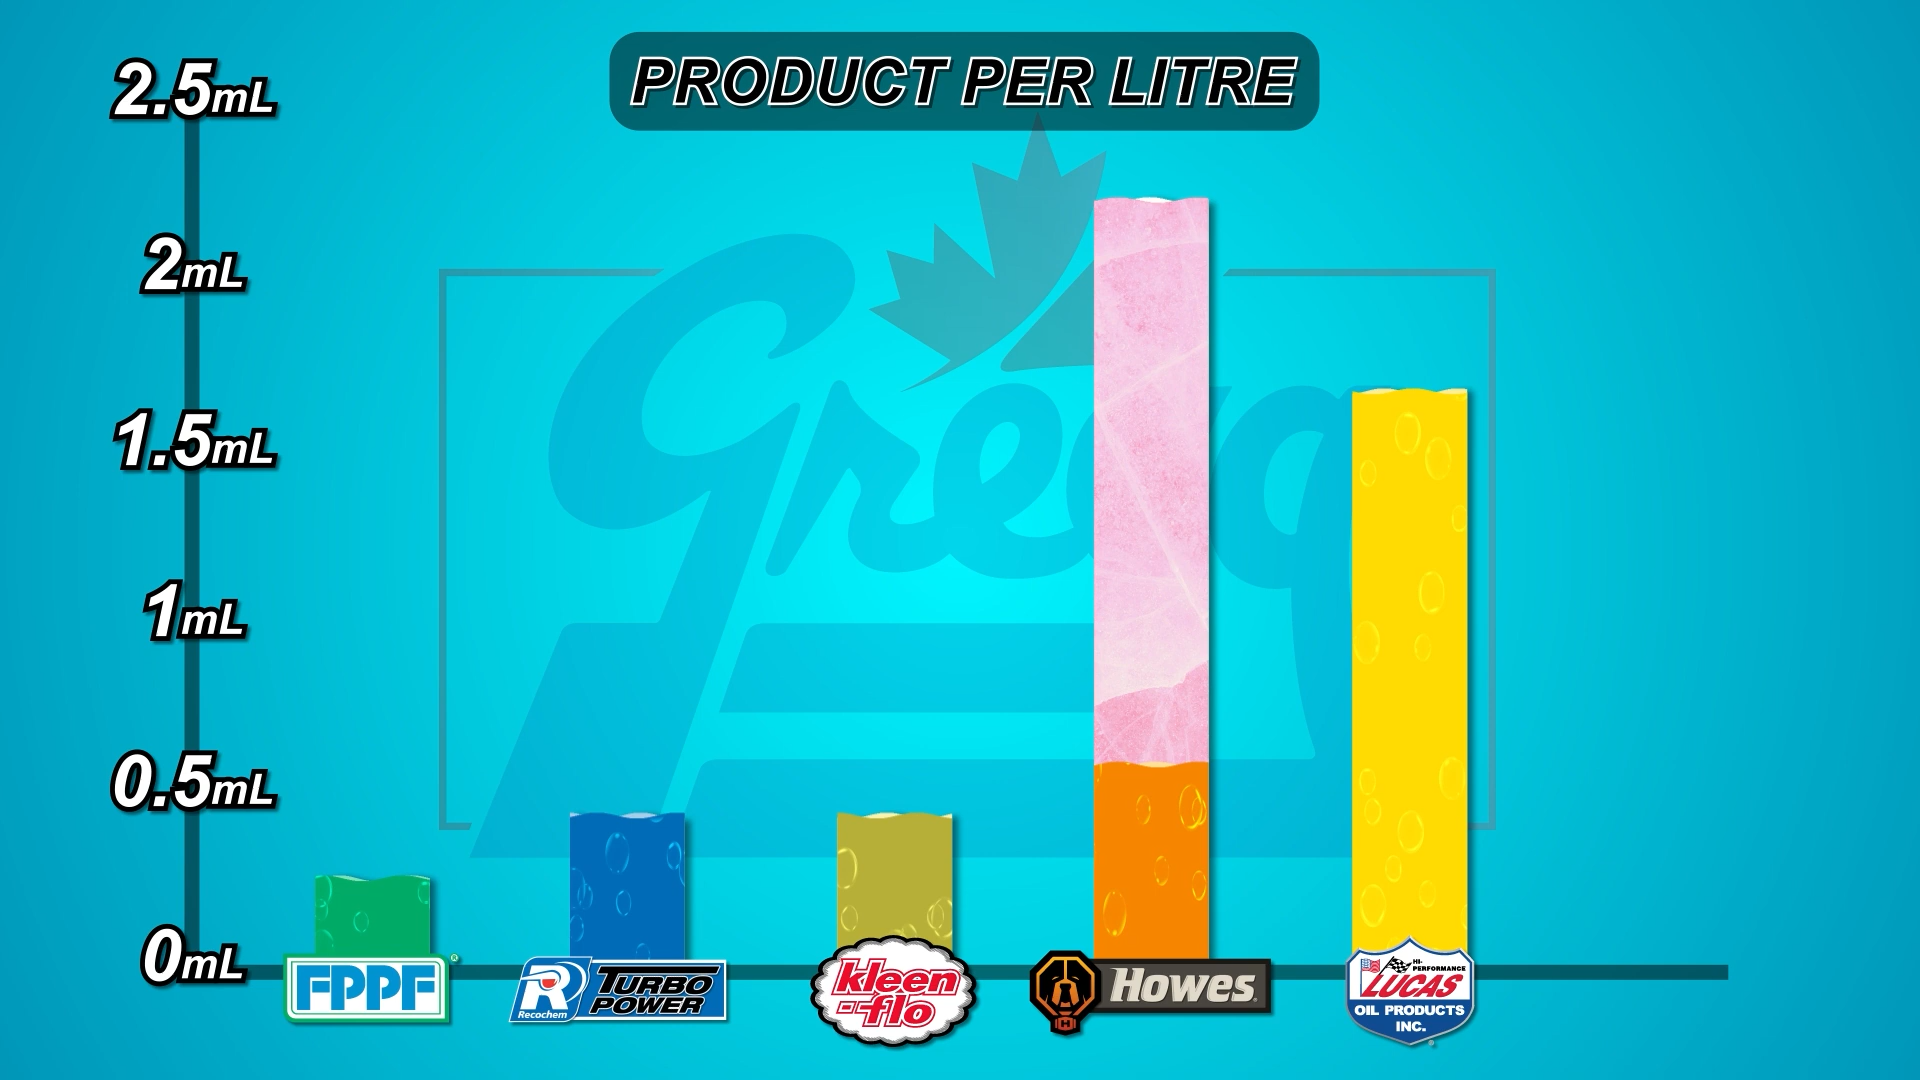 PRODUCT PER LITRE
2.5mL
2mL
1.5mL
1mL
0.5mL
0mL
Greg
FPPF
R
Recochem
TURBO
POWER
kleen
-flo
HOWES
HI-
PERFORMANCE
LUCAS
OIL PRODUCTS
INC.